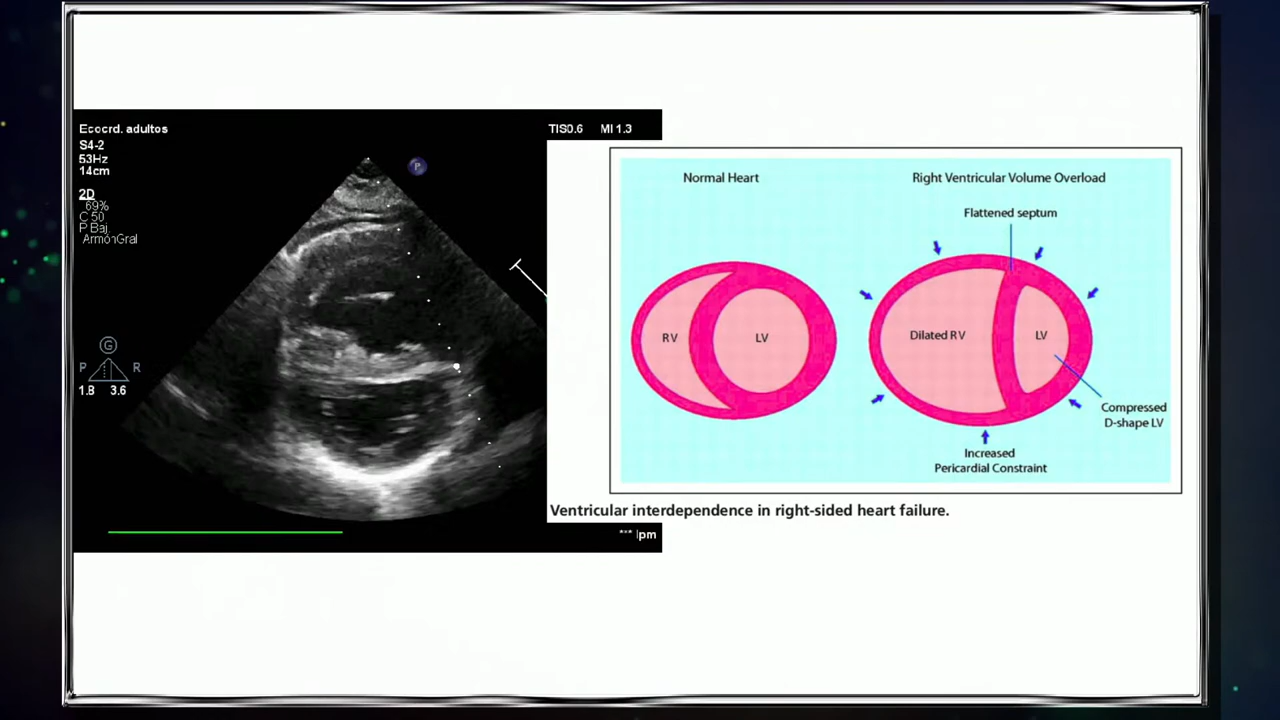 Ecocrd. adultos
TIS0.6 MI 1.3
S4-2
53Hz
14cm
2D
69%
C 50
P Baj.
ArmónGral
P
G
P R
1.8 3.6
*** lpm
Normal Heart
Right Ventricular Volume Overload
Flattened septum
RV
LV
Dilated RV
LV
Compressed
D-shape LV
Increased
Pericardial Constraint
Ventricular interdependence in right-sided heart failure.